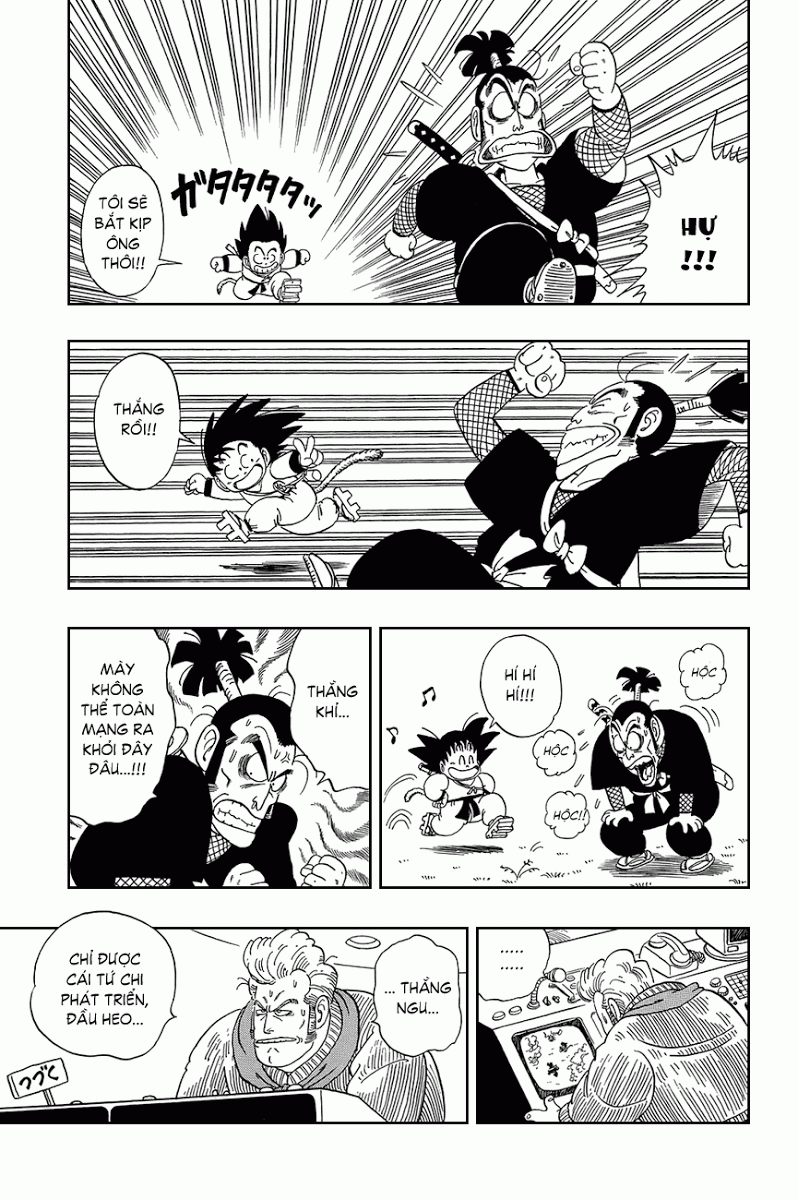 HỰ
!!!
ガタタタタッ
TÔI SẼ
BẮT KỊP
ÔNG
THÔI!!
THẮNG
RỒI!!
HỘC
HỘC
HỘC!!
HÍ HÍ
HÍ!!!
THẰNG
KHỈ...
MÀY
KHÔNG
THỂ TOÀN
MẠNG RA
KHỎI ĐÂY
ĐÂU...!!!
......
......
... THẰNG
NGU
CHỈ ĐƯỢC
CÁI TỨ CHI
PHÁT TRIỂN,
ĐẦU HEO...
つづく